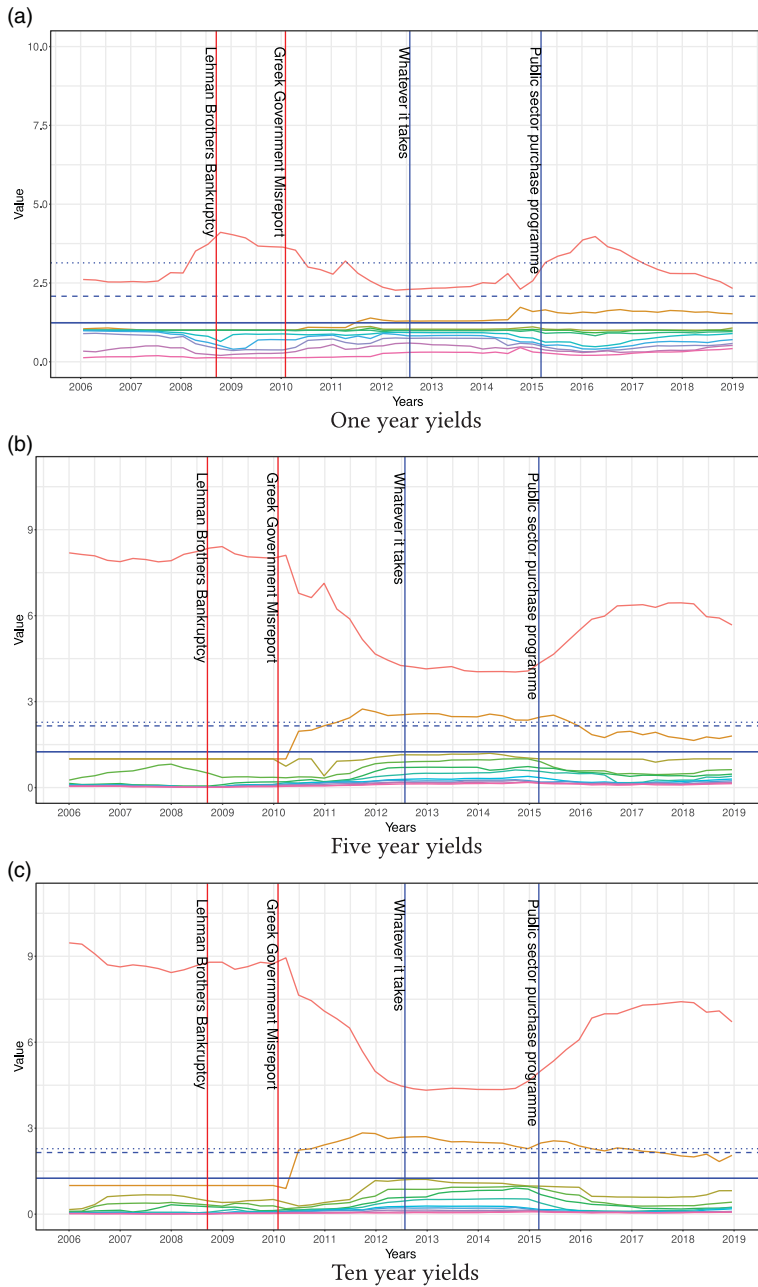 (a)
10.0
7.5
5.0
2.5
0.0
Value
Lehman Brothers Bankruptcy
Greek Government Misreport
Whatever it takes
Public sector purchase programme
2006 2007 2008 2009 2010 2011 2012 2013 2014 2015 2016 2017 2018 2019
Years
One year yields
(b)
9
6
3
0
Value
Lehman Brothers Bankruptcy
Greek Government Misreport
Whatever it takes
Public sector purchase programme
2006 2007 2008 2009 2010 2011 2012 2013 2014 2015 2016 2017 2018 2019
Years
Five year yields
(c)
9
6
3
0
Value
Lehman Brothers Bankruptcy
Greek Government Misreport
Whatever it takes
Public sector purchase programme
2006 2007 2008 2009 2010 2011 2012 2013 2014 2015 2016 2017 2018 2019
Years
Ten year yields